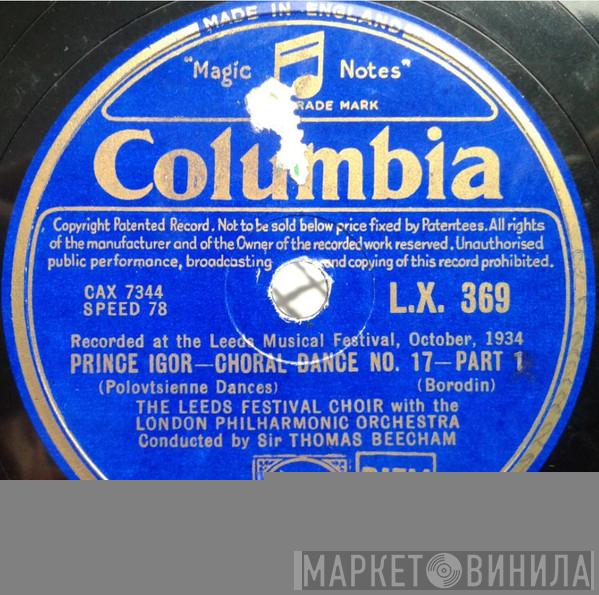 MADE IN ENGLAND
"Magic Notes"
TRADE MARK
Columbia
Copyright Patented Record. Not to be sold below price fixed by Patentees. All rights
of the manufacturer and of the Owner of the recorded work reserved. Unauthorised
public performance, broadcasting and copying of this record prohibited.
CAX 7344
SPEED 78
L.X. 369
Recorded at the Leeds Musical Festival, October, 1934
PRINCE IGOR—CHORAL DANCE NO. 17—PART 1
(Polovtsienne Dances) (Borodin)
THE LEEDS FESTIVAL CHOIR with the
LONDON PHILHARMONIC ORCHESTRA
Conducted by Sir THOMAS BEECHAM
МАРКЕТ ВИНИЛА